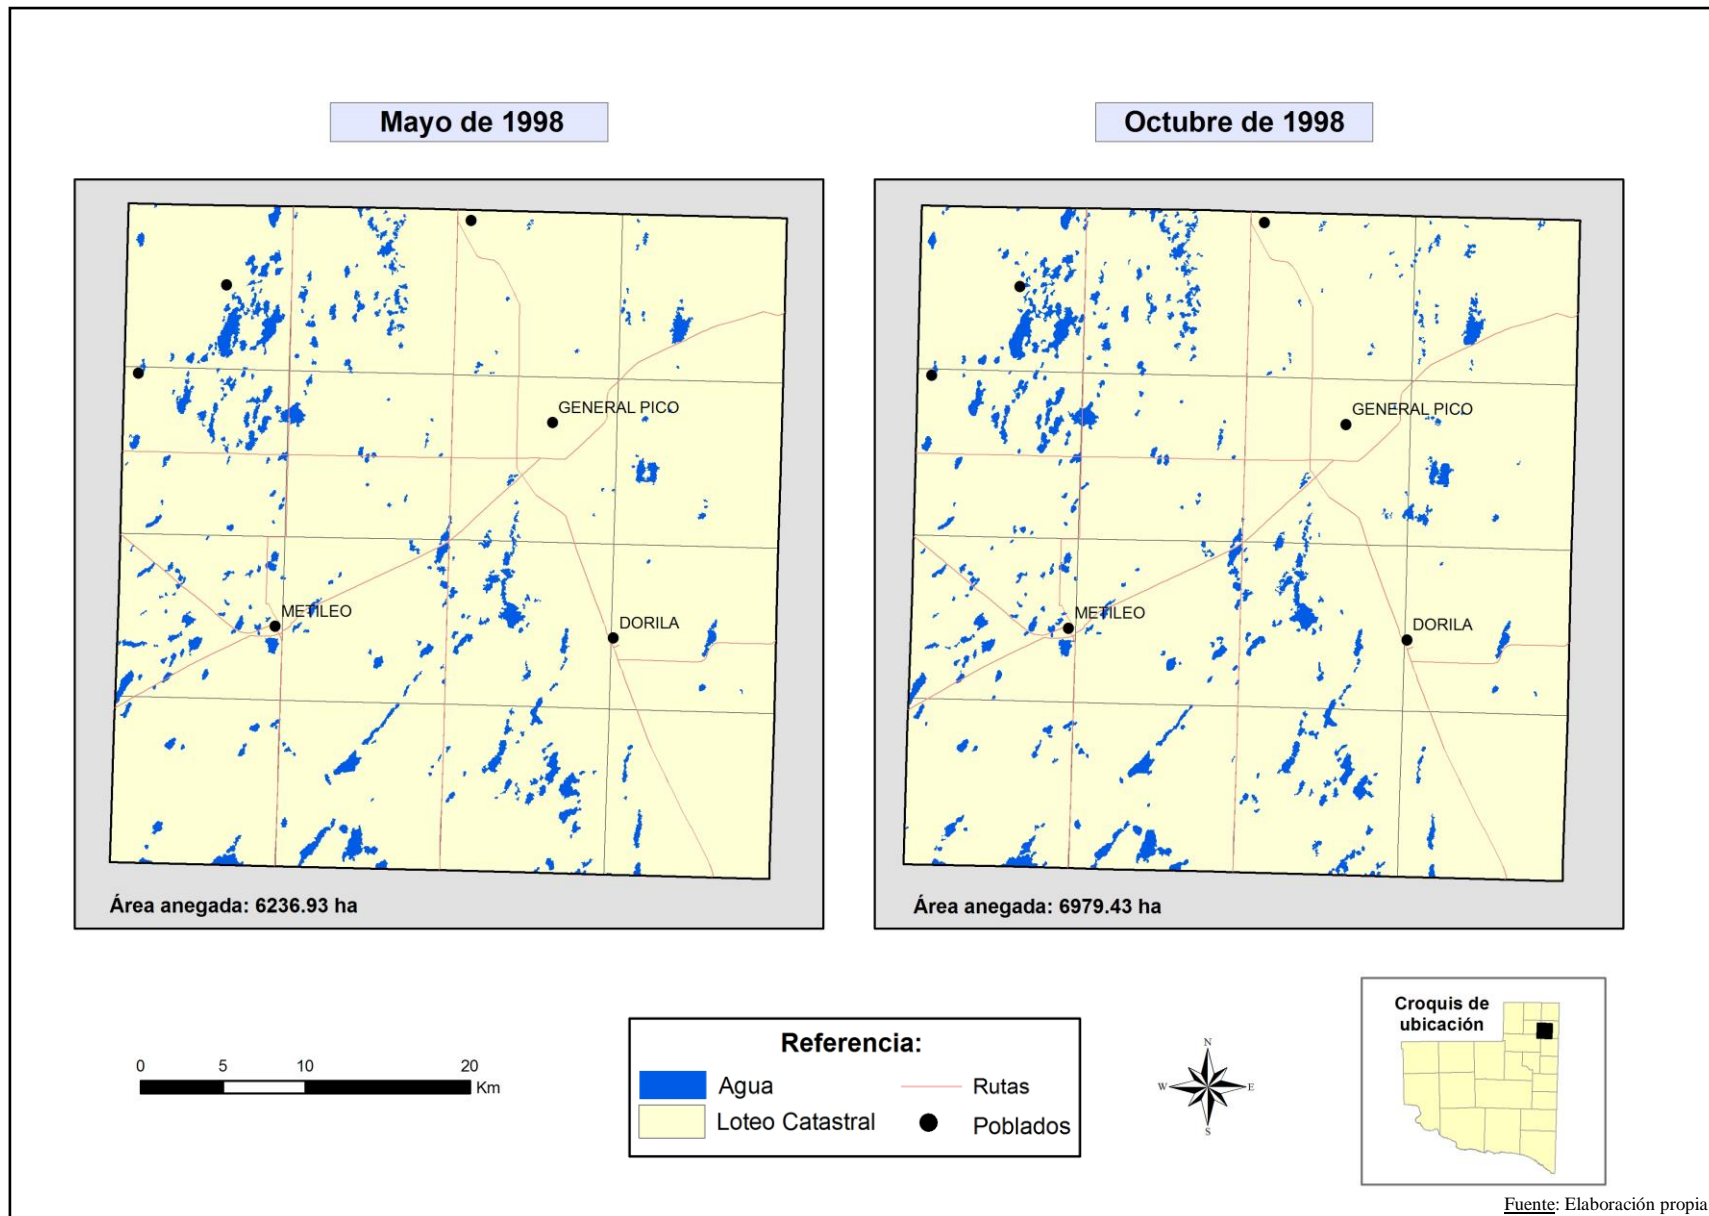 Mayo de 1998
Octubre de 1998
GENERAL PICO
METILEO
DORILA
Área anegada: 6236.93 ha
GENERAL PICO
METILEO
DORILA
Área anegada: 6979.43 ha
0 5 10 20
Km
Referencia:
Agua
Rutas
Loteo Catastral
Poblados
N
W E
S
Croquis de
ubicación
Fuente: Elaboración propia